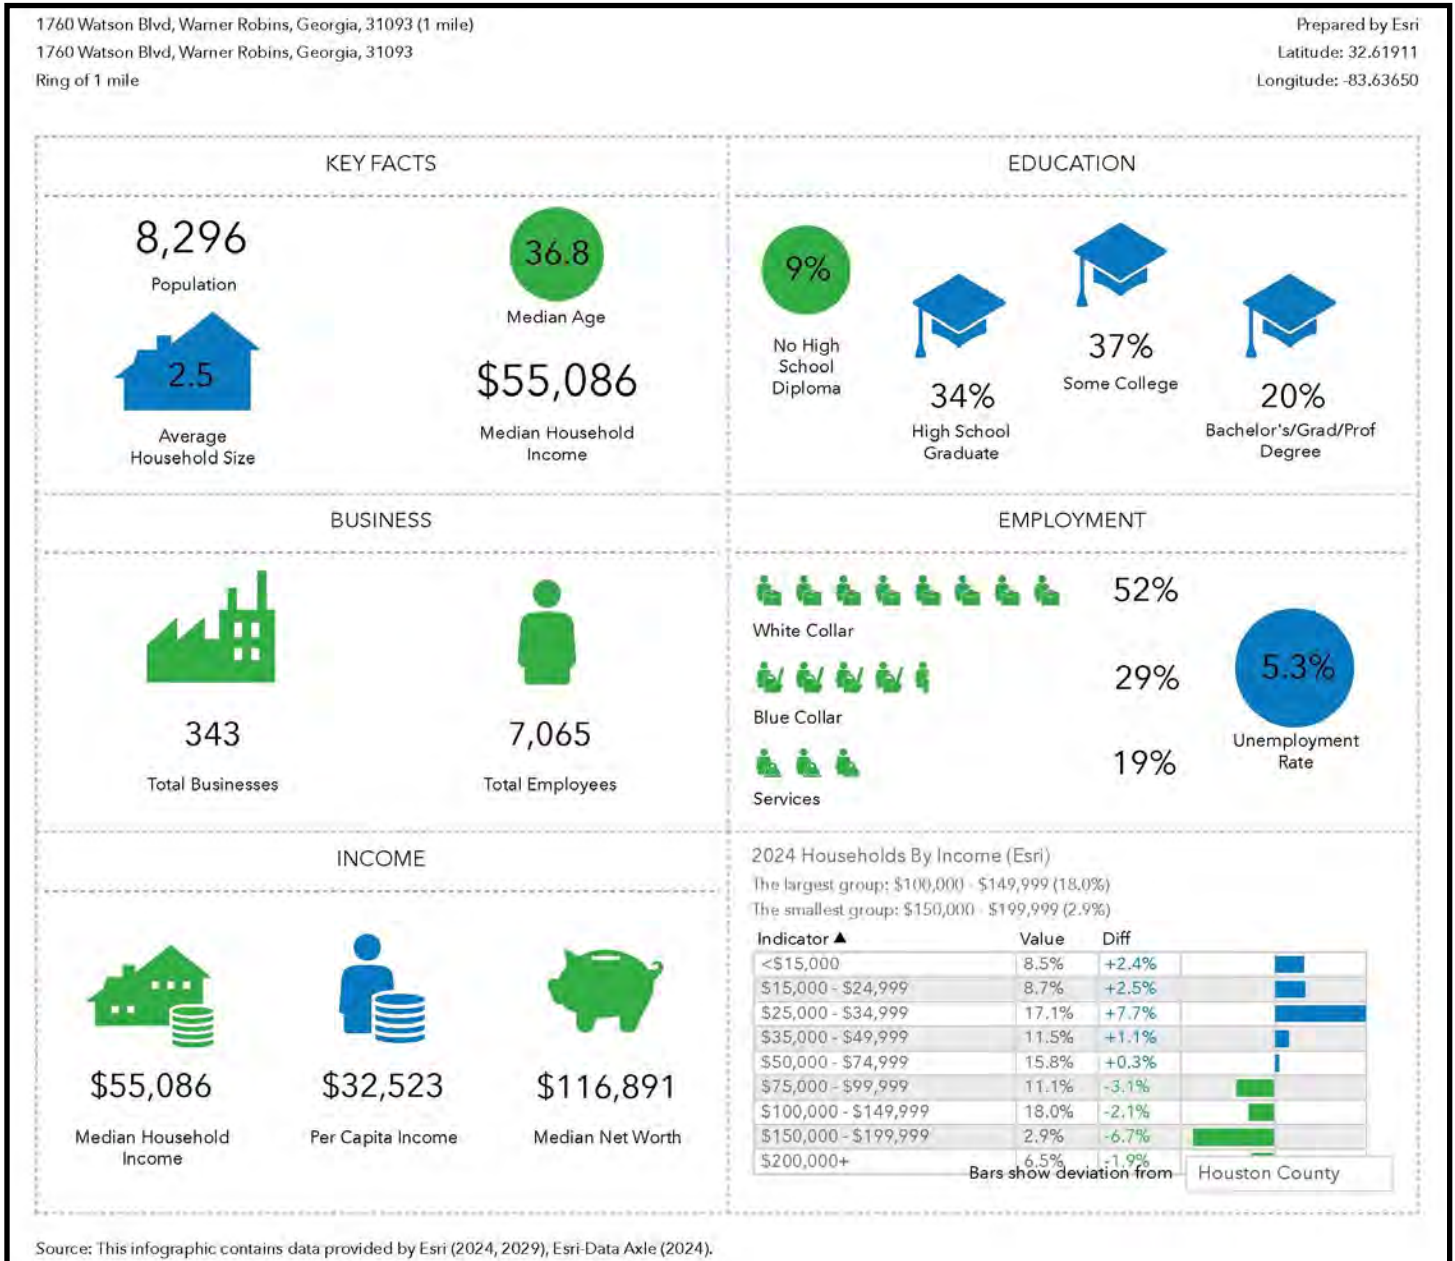 1760 Watson Blvd, Warner Robins, Georgia, 31093 (1 mile)
1760 Watson Blvd, Warner Robins, Georgia, 31093
Ring of 1 mile
Prepared by Esri
Latitude: 32.61911
Longitude: -83.63650
KEY FACTS
8,296
Population
36.8
Median Age
2.5
Average
Household Size
$55,086
Median Household
Income
EDUCATION
9%
No High
School
Diploma
34%
High School
Graduate
37%
Some College
20%
Bachelor's/Grad/Prof
Degree
BUSINESS
343
Total Businesses
7,065
Total Employees
EMPLOYMENT
52%
White Collar
29%
Blue Collar
19%
Services
5.3%
Unemployment
Rate
INCOME
$55,086
Median Household
Income
$32,523
Per Capita Income
$116,891
Median Net Worth
2024 Households By Income (Esri)
The largest group: $100,000 - $149,999 (18.0%)
The smallest group: $150,000 - $199,999 (2.9%)
Indicator ▲ Value Diff
<$15,000 8.5% +2.4%
$15,000 - $24,999 8.7% +2.5%
$25,000 - $34,999 17.1% +7.7%
$35,000 - $49,999 11.5% +1.1%
$50,000 - $74,999 15.8% +0.3%
$75,000 - $99,999 11.1% -3.1%
$100,000 - $149,999 18.0% -2.1%
$150,000 - $199,999 2.9% -6.7%
$200,000+ 6.5% -1.9%
Bars show deviation from Houston County
Source: This infographic contains data provided by Esri (2024, 2029), Esri-Data Axle (2024).